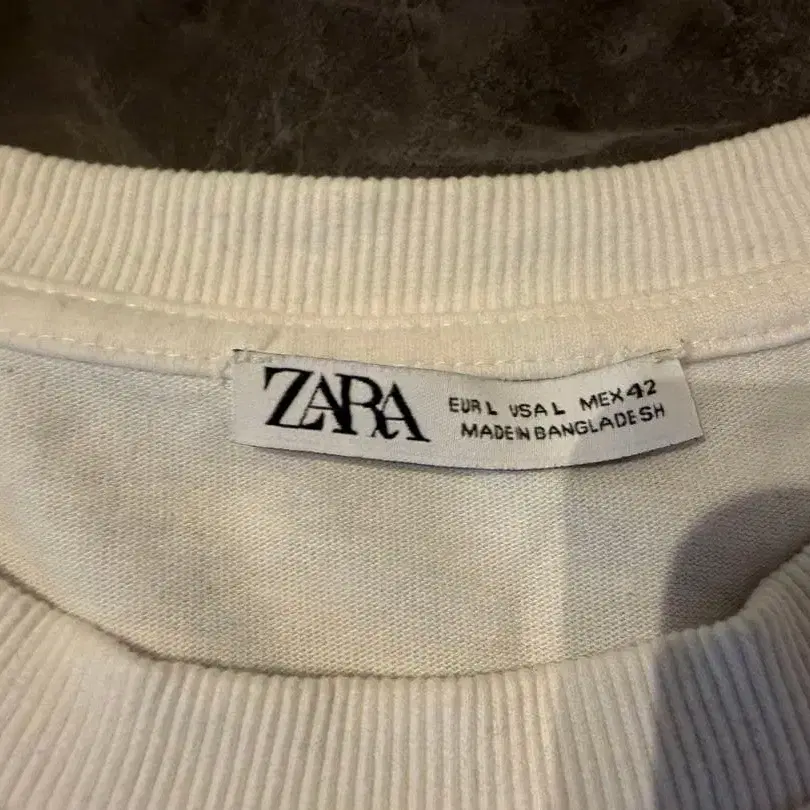 ZARA
EUR L USA L MEX 42
MADE IN BANGLADESH